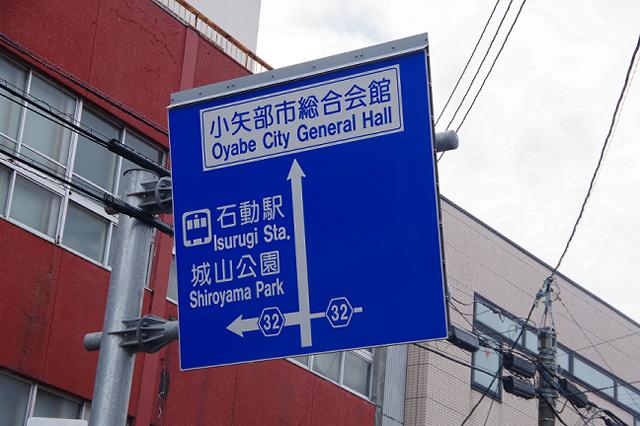 小矢部市総合会館
Oyabe City General Hall
石動駅
Isurugi Sta.
城山公園
Shiroyama Park
32
32